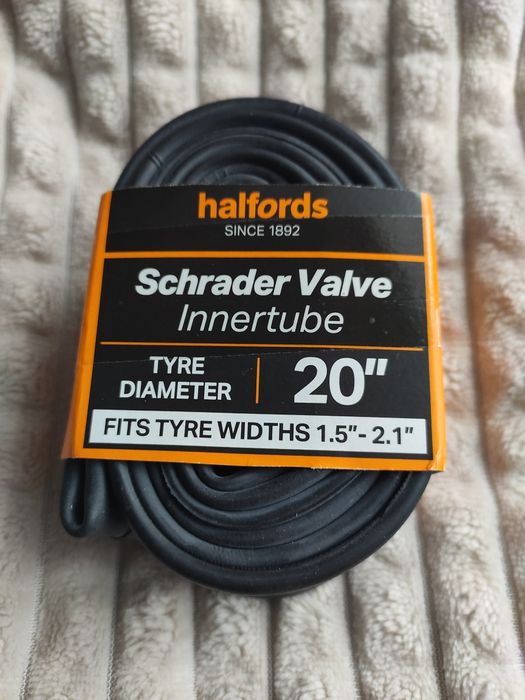 halfords
SINCE 1892
Schrader Valve
Innertube
TYRE
DIAMETER
20"
FITS TYRE WIDTHS 1.5"- 2.1"